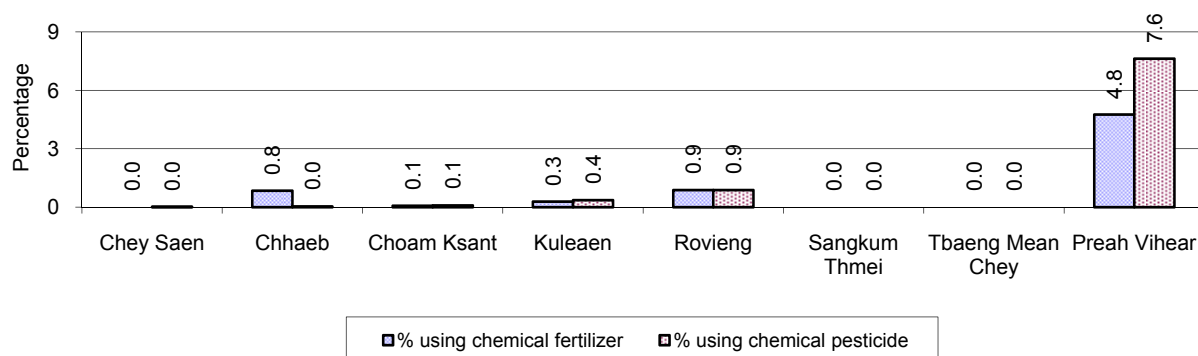 Percentage
9
6
3
0
0.0
0.0
0.8
0.0
0.1
0.1
0.3
0.4
0.9
0.9
0.0
0.0
0.0
0.0
4.8
7.6
Chey Saen
Chhaeb
Choam Ksant
Kuleaen
Rovieng
Sangkum
Thmei
Tbaeng Mean
Chey
Preah Vihear
% using chemical fertilizer
% using chemical pesticide